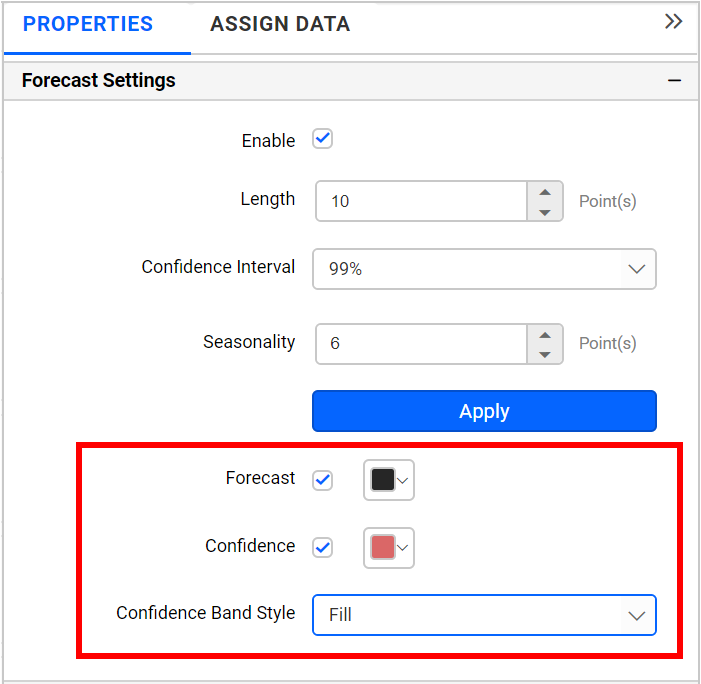 PROPERTIES ASSIGN DATA
Forecast Settings
Enable
Length 10 Point(s)
Confidence Interval 99%
Seasonality 6 Point(s)
Apply
Forecast
Confidence
Confidence Band Style Fill